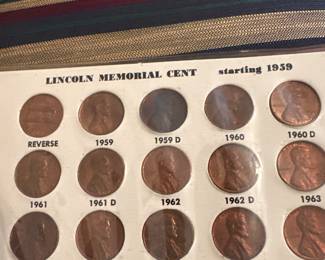 LINCOLN MEMORIAL CENT starting 1959
REVERSE 1959 1959 D 1960 1960 D
1961 1961 D 1962 1962 D 1963